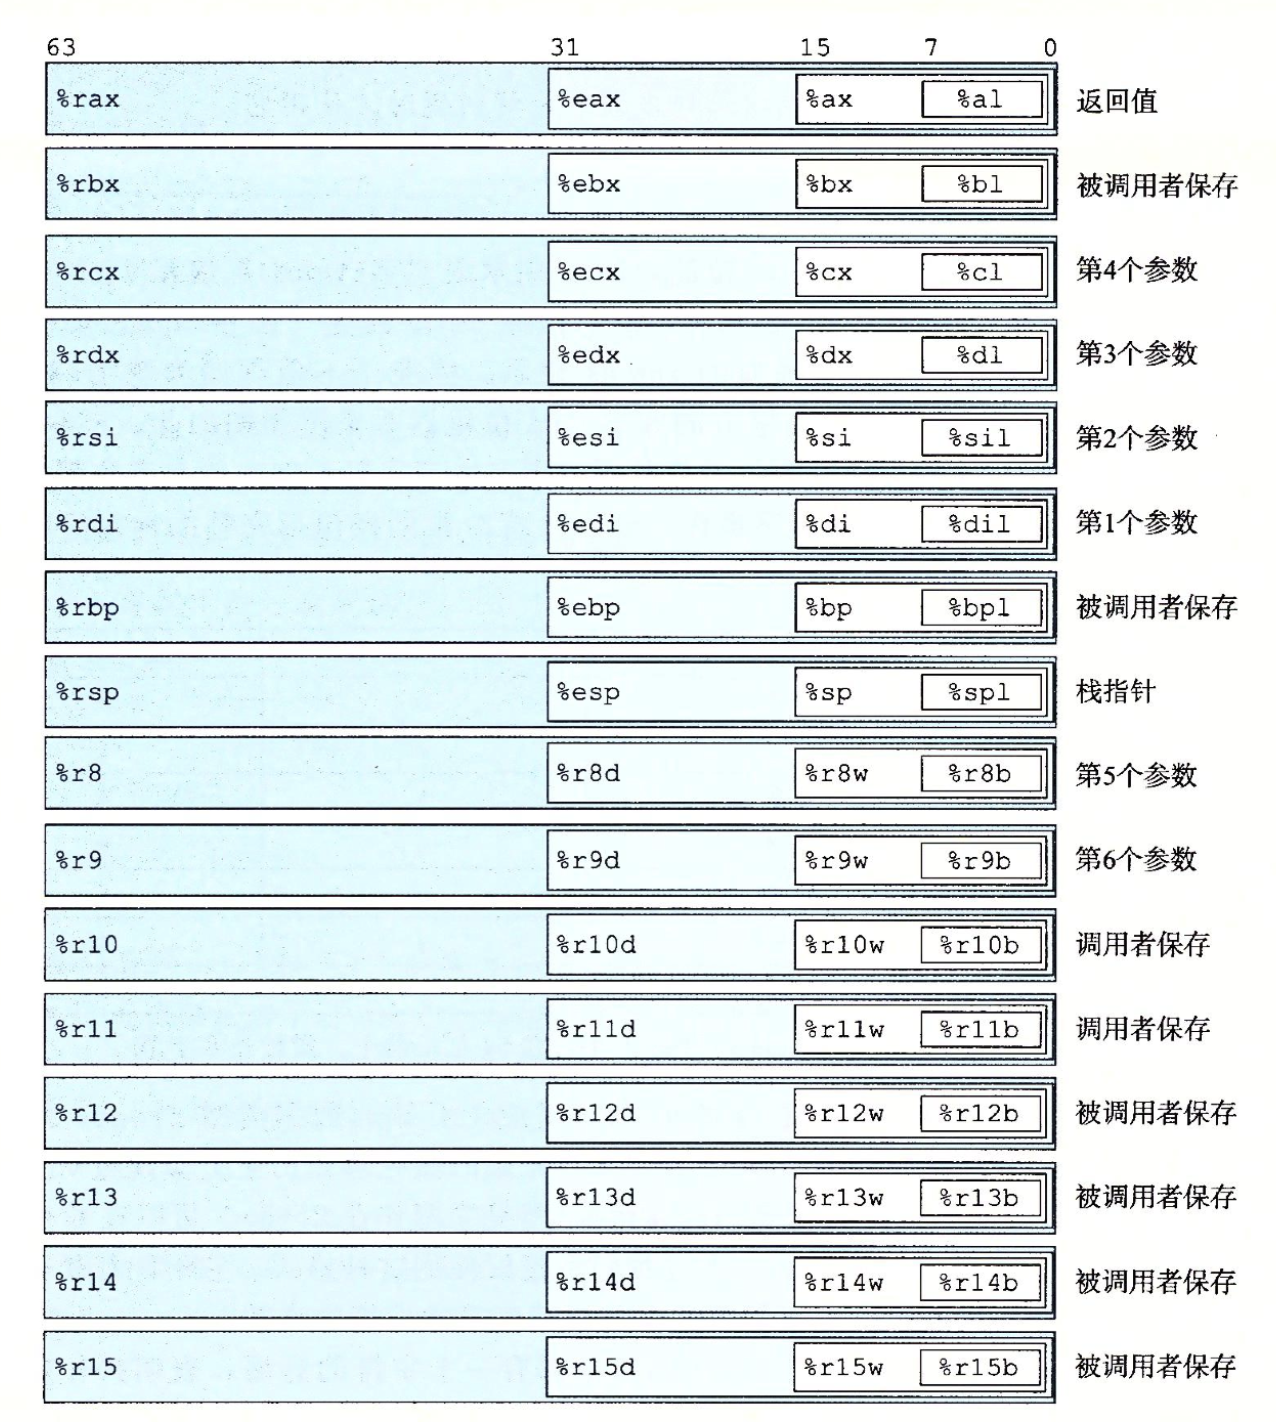 63 31 15 7 0
%rax %eax %ax %al 返回值
%rbx %ebx %bx %bl 被调用者保存
%rcx %ecx %cx %cl 第4个参数
%rdx %edx %dx %dl 第3个参数
%rsi %esi %si %sil 第2个参数
%rdi %edi %di %dil 第1个参数
%rbp %ebp %bp %bpl 被调用者保存
%rsp %esp %sp %spl 栈指针
%r8 %r8d %r8w %r8b 第5个参数
%r9 %r9d %r9w %r9b 第6个参数
%r10 %r10d %r10w %r10b 调用者保存
%r11 %r11d %r11w %r11b 调用者保存
%r12 %r12d %r12w %r12b 被调用者保存
%r13 %r13d %r13w %r13b 被调用者保存
%r14 %r14d %r14w %r14b 被调用者保存
%r15 %r15d %r15w %r15b 被调用者保存